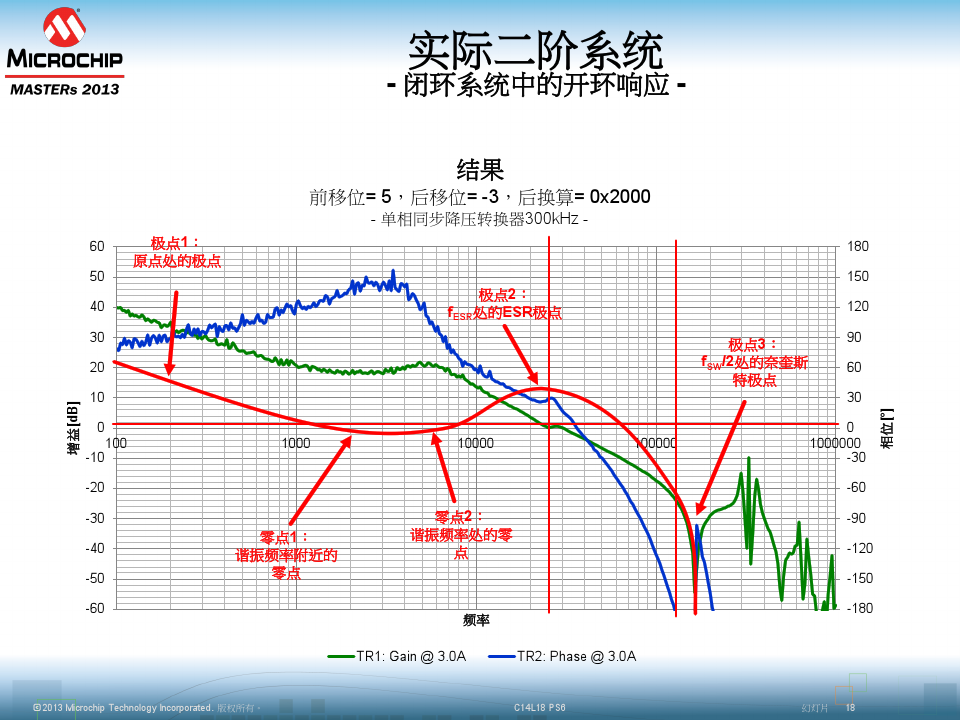 MICROCHIP
MASTERs 2013
实际二阶系统
- 闭环系统中的开环响应 -
结果
前移位= 5，后移位= -3，后换算= 0x2000
- 单相同步降压转换器300kHz -
极点1：
原点处的极点
极点2：
fESR处的ESR极点
极点3：
fSW/2处的奈奎斯
特极点
零点1：
谐振频率附近的
零点
零点2：
谐振频率处的零
点
60
50
40
30
20
10
0
-10
-20
-30
-40
-50
-60
增益[dB]
100
1000
10000
100000
1000000
频率
180
150
120
90
60
30
0
-30
-60
-90
-120
-150
-180
相位[º]
TR1: Gain @ 3.0A
TR2: Phase @ 3.0A
© 2013 Microchip Technology Incorporated. 版权所有。
C14L18 PS6
幻灯片 18